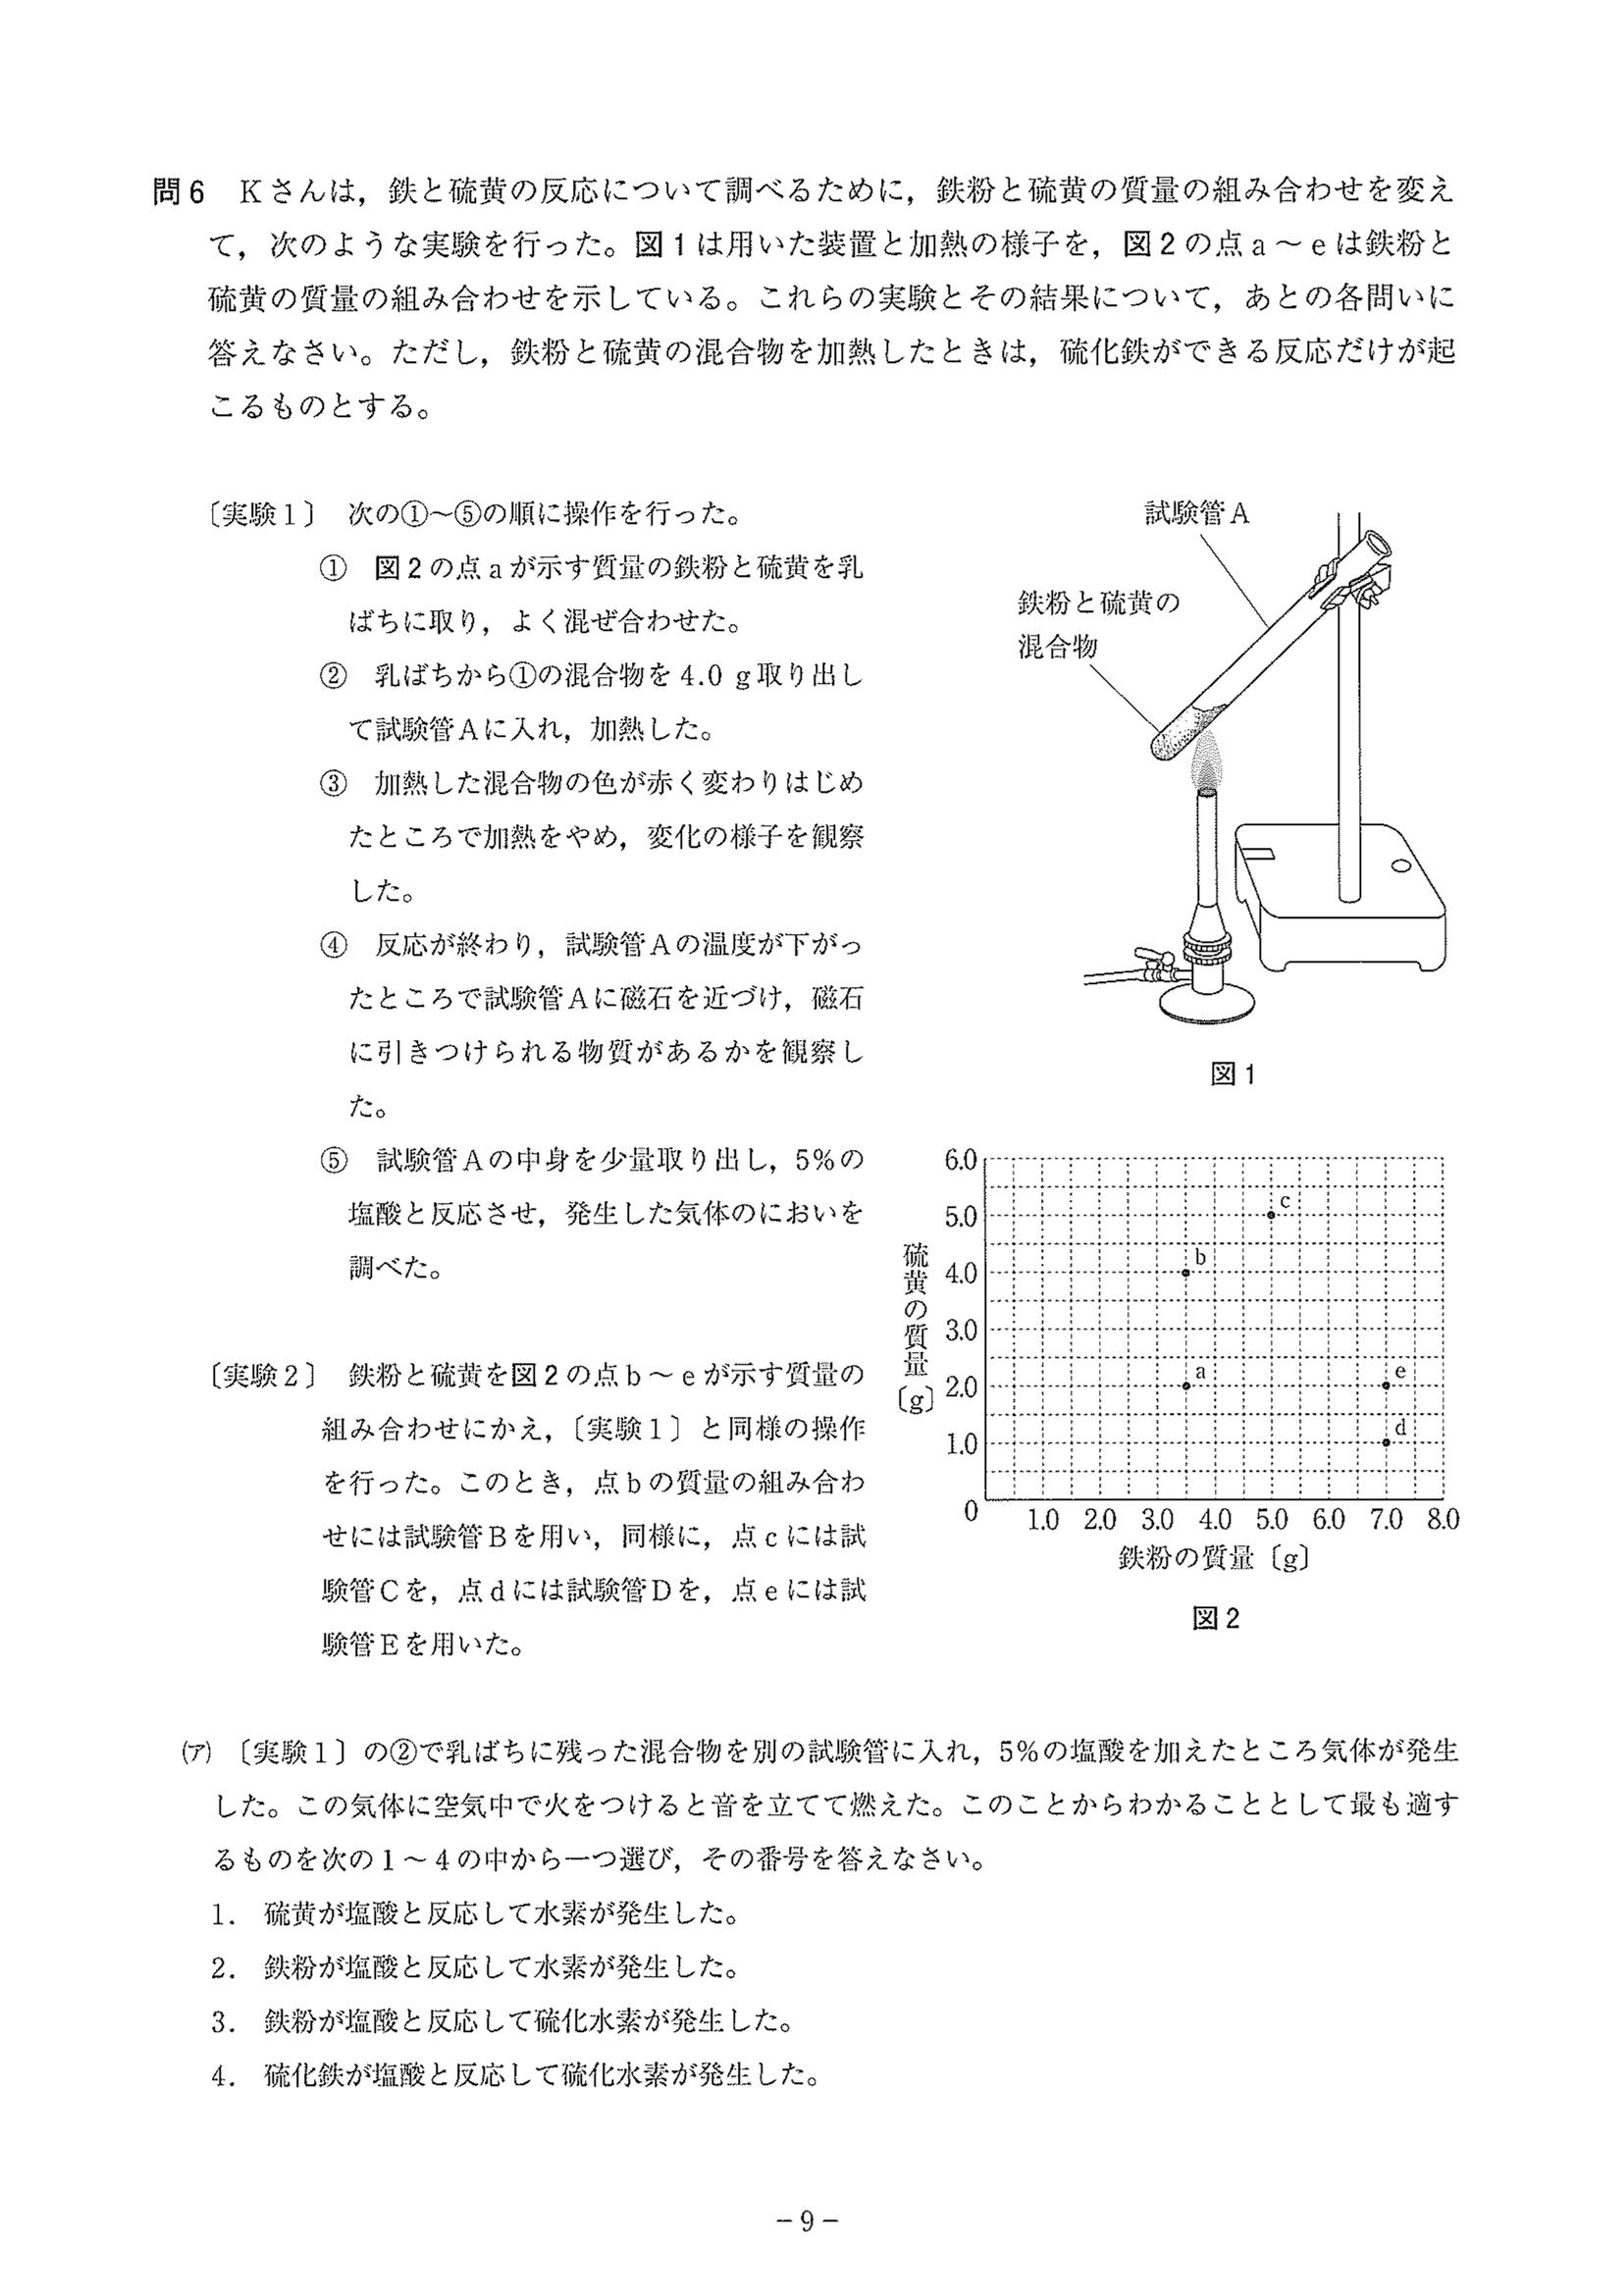 問6　Kさんは，鉄と硫黄の反応について調べるために，鉄粉と硫黄の質量の組み合わせを変え
て，次のような実験を行った。図1は用いた装置と加熱の様子を，図2の点a～eは鉄粉と
硫黄の質量の組み合わせを示している。これらの実験とその結果について，あとの各問いに
答えなさい。ただし，鉄粉と硫黄の混合物を加熱したときは，硫化鉄ができる反応だけが起
こるものとする。
〔実験1〕　次の①～⑤の順に操作を行った。
①　図2の点aが示す質量の鉄粉と硫黄を乳
ばちに取り，よく混ぜ合わせた。
②　乳ばちから①の混合物を4.0 g取り出し
て試験管Aに入れ，加熱した。
③　加熱した混合物の色が赤く変わりはじめ
たところで加熱をやめ，変化の様子を観察
した。
④　反応が終わり，試験管Aの温度が下がっ
たところで試験管Aに磁石を近づけ，磁石
に引きつけられる物質があるかを観察し
た。
⑤　試験管Aの中身を少量取り出し，5%の
塩酸と反応させ，発生した気体のにおいを
調べた。
〔実験2〕　鉄粉と硫黄を図2の点b～eが示す質量の
組み合わせにかえ，〔実験1〕と同様の操作
を行った。このとき，点bの質量の組み合わ
せには試験管Bを用い，同様に，点cには試
験管Cを，点dには試験管Dを，点eには試
験管Eを用いた。
試験管A
鉄粉と硫黄の
混合物
図1
6.0
5.0
4.0
3.0
2.0
1.0
0
硫黄の質量〔g〕
c
b
a
e
d
1.0 2.0 3.0 4.0 5.0 6.0 7.0 8.0
鉄粉の質量〔g〕
図2
(ア)　〔実験1〕の②で乳ばちに残った混合物を別の試験管に入れ，5%の塩酸を加えたところ気体が発生
した。この気体に空気中で火をつけると音を立てて燃えた。このことからわかることとして最も適す
るものを次の1～4の中から一つ選び，その番号を答えなさい。
1．硫黄が塩酸と反応して水素が発生した。
2．鉄粉が塩酸と反応して水素が発生した。
3．鉄粉が塩酸と反応して硫化水素が発生した。
4．硫化鉄が塩酸と反応して硫化水素が発生した。
－9－